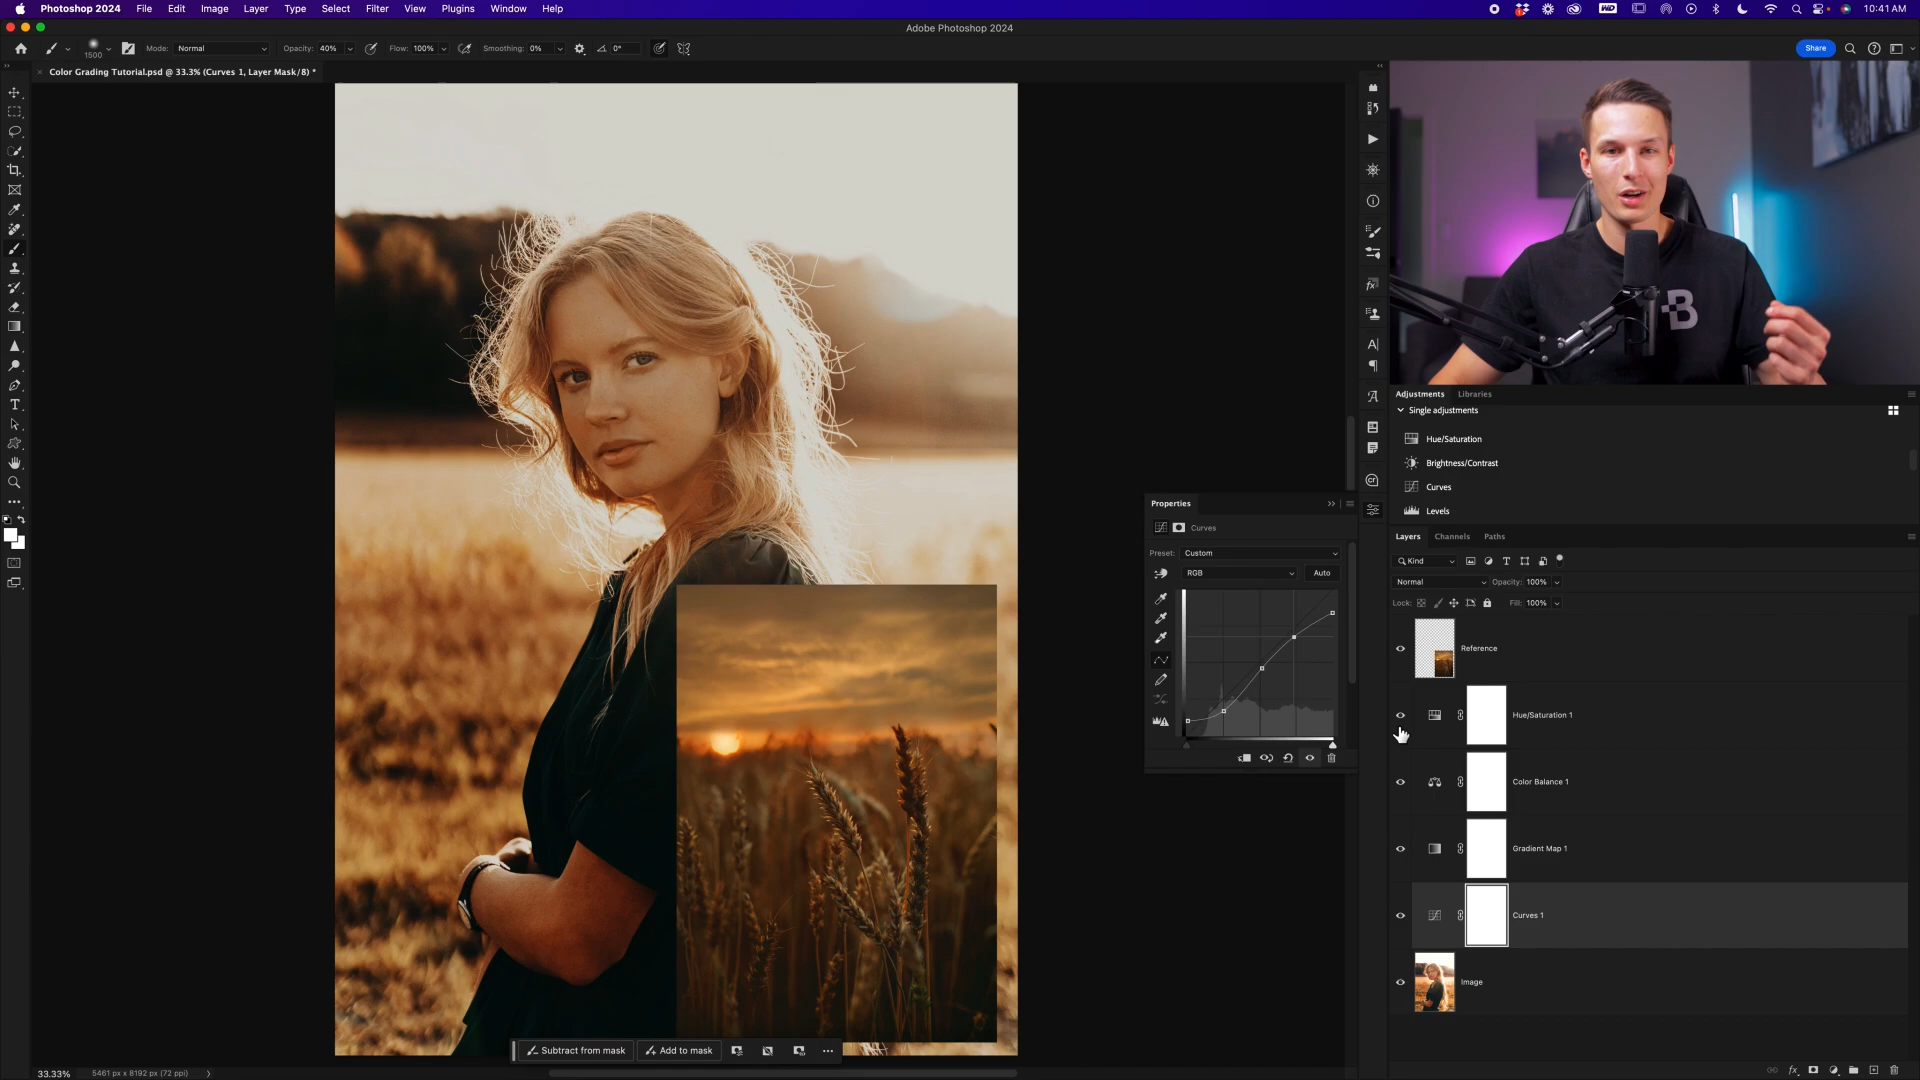 Photoshop 2024 File Edit Image Layer Type Select Filter View Plugins Window Help 10:41 AM
Adobe Photoshop 2024
1500 Mode: Normal Opacity: 40% Flow: 100% Smoothing: 0% 0° Share
Color Grading Tutorial.psd @ 33.3% (Curves 1, Layer Mask/8) *
B
Adjustments Libraries
Single adjustments
Hue/Saturation
Brightness/Contrast
Curves
Levels
Properties
Curves
Preset: Custom
RGB Auto
Layers Channels Paths
Kind
Normal Opacity: 100%
Lock: Fill: 100%
Reference
Hue/Saturation 1
Color Balance 1
Gradient Map 1
Curves 1
Image
Subtract from mask Add to mask
33.33% 5461 px x 8192 px (72 ppi)